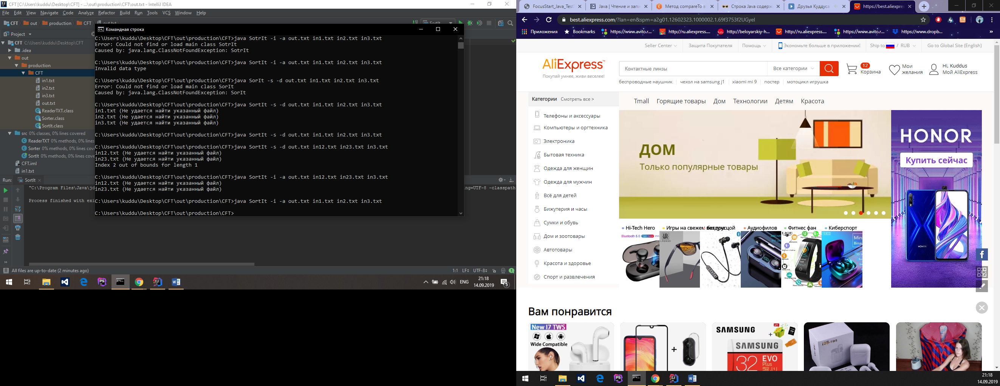 CFT [C:\Users\kuddu\Desktop\CFT] - ...\out\production\CFT\out.txt - IntelliJ IDEA
File Edit View Navigate Code Analyze Refactor Build Run Tools VCS Window Help
CFT out production CFT out.txt SortIt
Project
CFT C:\Users\kuddu\Desktop\CFT
.idea
out
production
CFT
in1.txt
in2.txt
in3.txt
out.txt
ReaderTXT.class
Sorter.class
SortIt.class
src 0% classes, 0% lines covered
ReaderTXT 0% methods, 0% lines
Sorter 0% methods, 0% lines cove
SortIt 0% methods, 0% lines cove
CFT.iml
in1.txt
Командная строка
C:\Users\kuddu\Desktop\CFT\out\production\CFT>java SotrIt -i -a out.txt in1.txt in2.txt in3.txt
Error: Could not find or load main class SotrIt
Caused by: java.lang.ClassNotFoundException: SotrIt
C:\Users\kuddu\Desktop\CFT\out\production\CFT>java SortIt -i -a out.txt in1.txt in2.txt in3.txt
Invalid data type
C:\Users\kuddu\Desktop\CFT\out\production\CFT>java SorIt -s -d out.txt in1.txt in2.txt in3.txt
Error: Could not find or load main class SorIt
Caused by: java.lang.ClassNotFoundException: SorIt
C:\Users\kuddu\Desktop\CFT\out\production\CFT>java SortIt -s -d out.txt in1.txt in2.txt in3.txt
in1.txt (Не удается найти указанный файл)
in2.txt (Не удается найти указанный файл)
in3.txt (Не удается найти указанный файл)
C:\Users\kuddu\Desktop\CFT\out\production\CFT>java SortIt -s -d out.txt in1.txt in2.txt in3.txt
C:\Users\kuddu\Desktop\CFT\out\production\CFT>java SortIt -s -d out.txt in12.txt in23.txt in3.txt
in12.txt (Не удается найти указанный файл)
in23.txt (Не удается найти указанный файл)
Index 2 out of bounds for length 1
C:\Users\kuddu\Desktop\CFT\out\production\CFT>java SortIt -i -a out.txt in12.txt in23.txt in3.txt
in12.txt (Не удается найти указанный файл)
in23.txt (Не удается найти указанный файл)
C:\Users\kuddu\Desktop\CFT\out\production\CFT>java SortIt -i -a out.txt in1.txt in2.txt in3.txt
C:\Users\kuddu\Desktop\CFT\out\production\CFT>
Run: SortIt
"C:\Program Files\Java\jd ing=UTF-8 -classpath
Process finished with exi
All files are up-to-date (2 minutes ago) 1:1 LF UTF-8 1
ENG 21:18
14.09.2019 5
FocusStart_Java_Test Java | Чтение и запи Метод compareTo в Строка Java содерж Друзья Куддуса https://best.aliexpres
best.aliexpress.com/?lan=en&spm=a2g01.12602323.1000002.1.69f3753f2UGyel
Приложения Bookmarks https://www.avito.r... http://ru.aliexpress.... http://beloyarskiy-h... http://ru.aliexpress.... https://www.avito.r... https://www.dropb... »
Seller Center Защита Покупателя Помощь Экономьте больше в приложении! Ship to / RUB Go to Global Site (English)
AliExpress™
Покупай умнее, живи веселее!
Контактные линзы Все категории
12 Корзина
Мои желания
Hi, Kuddus
Мой AliExpress
беспроводные наушник чехол на samsung j1 xiaomi mi 9 постер мотоцикл игрушка
Категории Смотреть все >
Tmall Горящие товары Дом Технологии Детям Красота
Телефоны и аксессуары
Компьютеры и оргтехника
Электроника
Бытовая техника
Одежда для женщин
Одежда для мужчин
Всё для детей
Бижутерия и часы
Сумки и обувь
Дом и зоотовары
Автотовары
Красота и здоровье
Спорт и развлечения
ДОМ
Только популярные товары
HONOR
Купить сейчас
HONOR
Hi-Tech Hero Игры на свежем Аудиофилов Фитнес фан Киберспорт
Bluetooth 5.0
LIGE
Вам понравится
New I7 TWS
Wide Compatible
9:16
+
SAMSUNG
+
SAMSUNG
32 EVO
Plus
I9S-TWS
21:18
14.09.2019